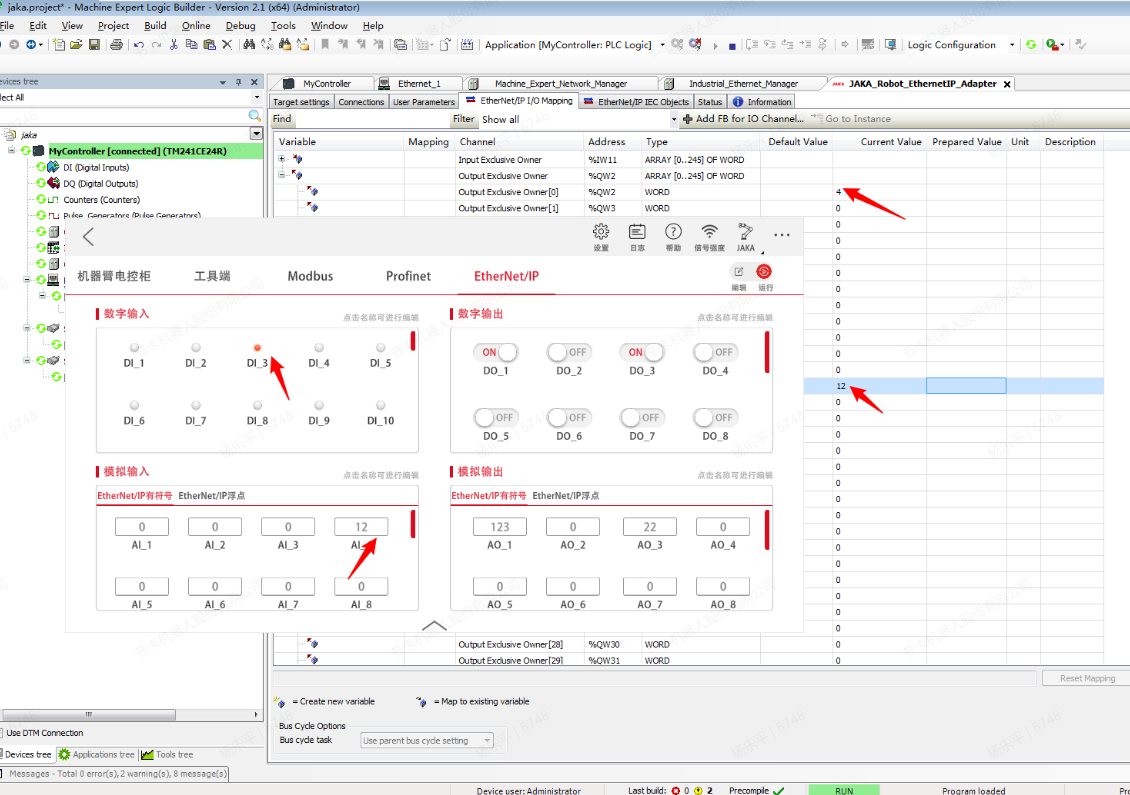 jaka.project* - Machine Expert Logic Builder - Version 2.1 (x64) (Administrator)
File Edit View Project Build Online Debug Tools Window Help
Application [MyController: PLC Logic] Logic Configuration
evices tree
MyController Ethernet_1 Machine_Expert_Network_Manager Industrial_Ethernet_Manager JAKA_Robot_EthernetIP_Adapter
lect All
Target settings Connections User Parameters EtherNet/IP I/O Mapping EtherNet/IP IEC Objects Status Information
Find Filter Show all Add FB for IO Channel... Go to Instance
jaka
MyController [connected] (TM241CE24R)
DI (Digital Inputs)
DQ (Digital Outputs)
Counters (Counters)
Pulse_Generators (Pulse Generators)
Variable Mapping Channel Address Type Default Value Current Value Prepared Value Unit Description
Input Exclusive Owner %IW11 ARRAY [0..245] OF WORD
Output Exclusive Owner %QW2 ARRAY [0..245] OF WORD
Output Exclusive Owner[0] %QW2 WORD 4
Output Exclusive Owner[1] %QW3 WORD 0
0
0
0
0
0
0
0
0
0
0
12
0
0
0
0
0
0
0
0
0
0
0
0
0
0
设置 日志 帮助 信号强度 JAKA
机器臂电控柜 工具端 Modbus Profinet EtherNet/IP
编辑 运行
数字输入 点击名称可进行编辑
DI_1 DI_2 DI_3 DI_4 DI_5
DI_6 DI_7 DI_8 DI_9 DI_10
数字输出 点击名称可进行编辑
ON OFF ON OFF
DO_1 DO_2 DO_3 DO_4
OFF OFF OFF OFF
DO_5 DO_6 DO_7 DO_8
模拟输入 点击名称可进行编辑
EtherNet/IP有符号 EtherNet/IP浮点
0 0 0 12
AI_1 AI_2 AI_3 AI_
0 0 0 0
AI_5 AI_6 AI_7 AI_8
模拟输出 点击名称可进行编辑
EtherNet/IP有符号 EtherNet/IP浮点
123 0 22 0
AO_1 AO_2 AO_3 AO_4
0 0 0 0
AO_5 AO_6 AO_7 AO_8
Output Exclusive Owner[28] %QW30 WORD 0
Output Exclusive Owner[29] %QW31 WORD 0
Reset Mapping
= Create new variable = Map to existing variable
Bus Cycle Options
Bus cycle task Use parent bus cycle setting
Use DTM Connection
Devices tree Applications tree Tools tree
Messages - Total 0 error(s), 2 warning(s), 8 message(s)
Device user: Administrator Last build: 0 2 Precompile RUN Program loaded